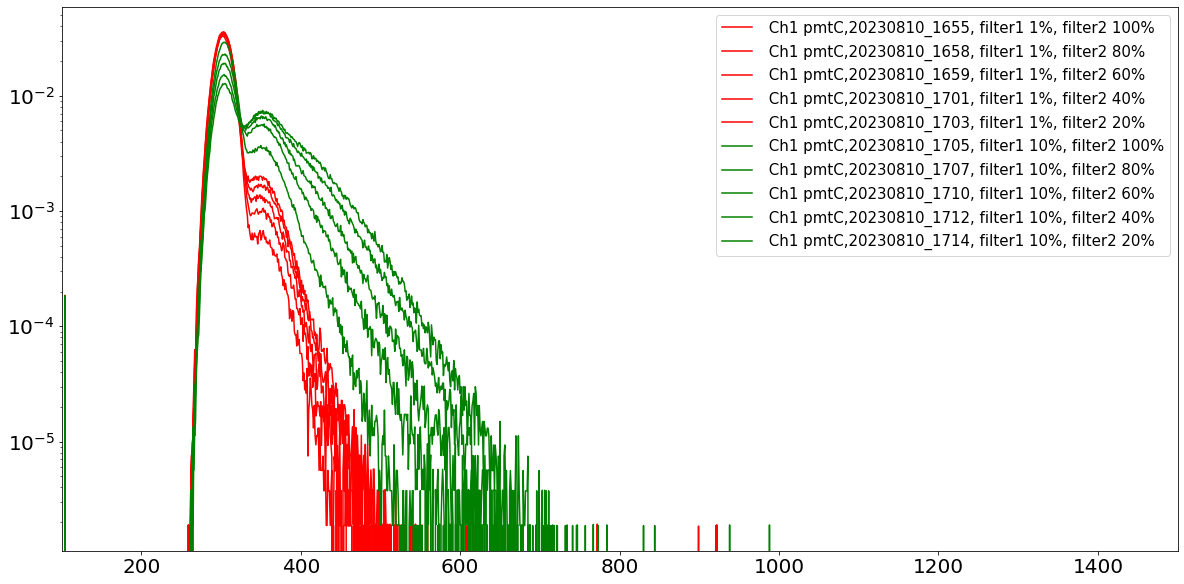 Ch1 pmtC,20230810_1655, filter1 1%, filter2 100%
Ch1 pmtC,20230810_1658, filter1 1%, filter2 80%
Ch1 pmtC,20230810_1659, filter1 1%, filter2 60%
Ch1 pmtC,20230810_1701, filter1 1%, filter2 40%
Ch1 pmtC,20230810_1703, filter1 1%, filter2 20%
Ch1 pmtC,20230810_1705, filter1 10%, filter2 100%
Ch1 pmtC,20230810_1707, filter1 10%, filter2 80%
Ch1 pmtC,20230810_1710, filter1 10%, filter2 60%
Ch1 pmtC,20230810_1712, filter1 10%, filter2 40%
Ch1 pmtC,20230810_1714, filter1 10%, filter2 20%
10⁻²
10⁻³
10⁻⁴
10⁻⁵
200 400 600 800 1000 1200 1400